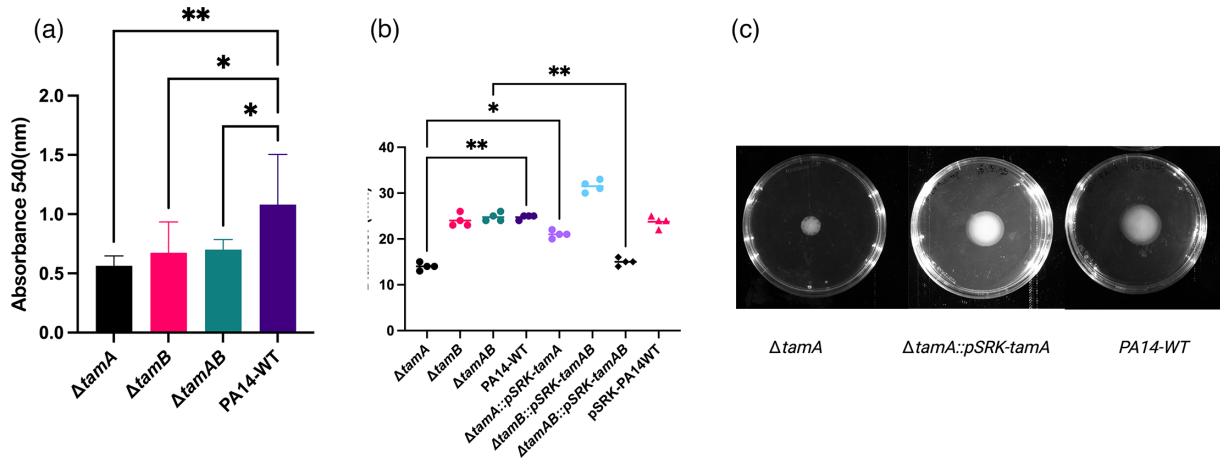 (a)
**
*
*
Absorbance 540(nm)
2.0
1.5
1.0
0.5
0.0
ΔtamA
ΔtamB
ΔtamAB
PA14-WT
(b)
**
*
**
40
30
20
10
0
ΔtamA
ΔtamB
ΔtamAB
PA14-WT
ΔtamA::pSRK-tamA
ΔtamB::pSRK-tamAB
ΔtamAB::pSRK-tamAB
pSRK-PA14WT
(c)
ΔtamA
ΔtamA::pSRK-tamA
PA14-WT